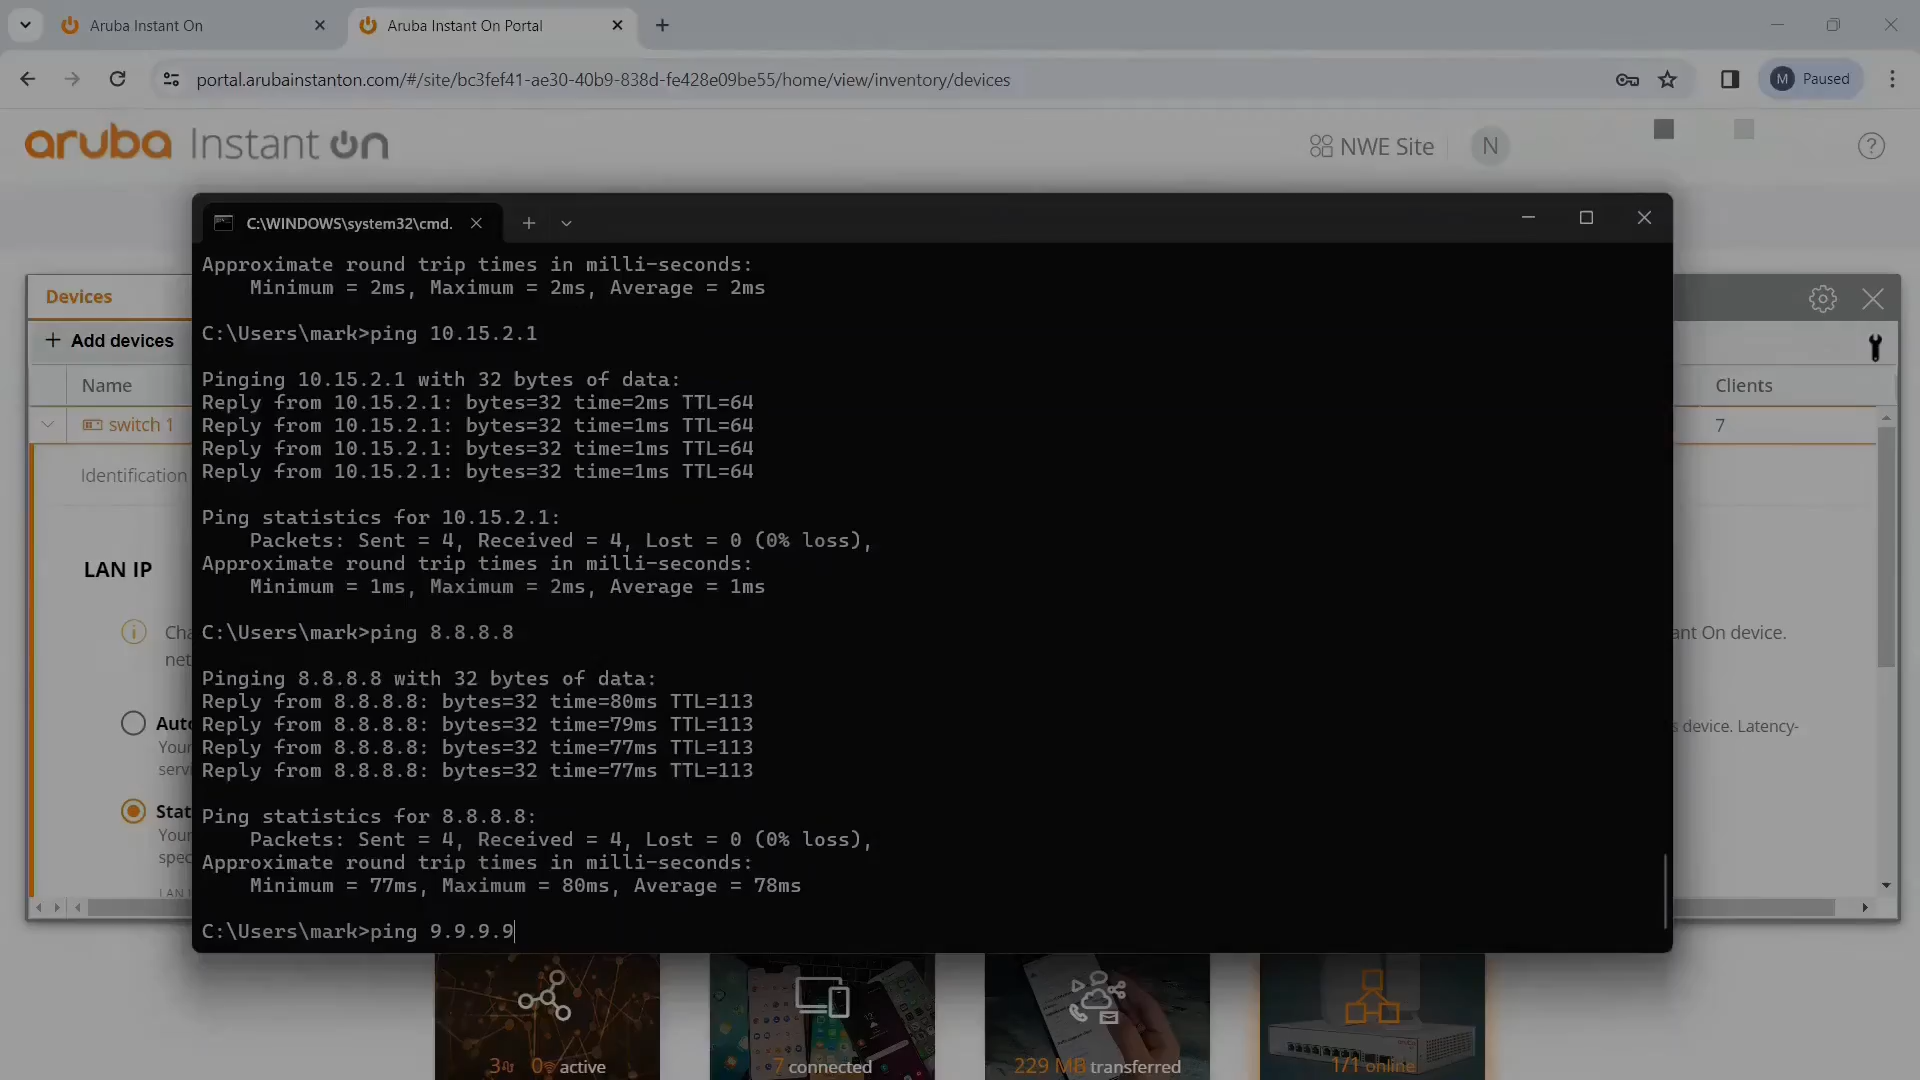 Aruba Instant On
Aruba Instant On Portal
portal.arubainstanton.com/#/site/bc3fef41-ae30-40b9-838d-fe428e09be55/home/view/inventory/devices
M Paused
aruba Instant On
NWE Site
N
?
C:\WINDOWS\system32\cmd.
Approximate round trip times in milli-seconds:
Minimum = 2ms, Maximum = 2ms, Average = 2ms
C:\Users\mark>ping 10.15.2.1
Pinging 10.15.2.1 with 32 bytes of data:
Reply from 10.15.2.1: bytes=32 time=2ms TTL=64
Reply from 10.15.2.1: bytes=32 time=1ms TTL=64
Reply from 10.15.2.1: bytes=32 time=1ms TTL=64
Reply from 10.15.2.1: bytes=32 time=1ms TTL=64
Ping statistics for 10.15.2.1:
Packets: Sent = 4, Received = 4, Lost = 0 (0% loss),
Approximate round trip times in milli-seconds:
Minimum = 1ms, Maximum = 2ms, Average = 1ms
C:\Users\mark>ping 8.8.8.8
Pinging 8.8.8.8 with 32 bytes of data:
Reply from 8.8.8.8: bytes=32 time=80ms TTL=113
Reply from 8.8.8.8: bytes=32 time=79ms TTL=113
Reply from 8.8.8.8: bytes=32 time=77ms TTL=113
Reply from 8.8.8.8: bytes=32 time=77ms TTL=113
Ping statistics for 8.8.8.8:
Packets: Sent = 4, Received = 4, Lost = 0 (0% loss),
Approximate round trip times in milli-seconds:
Minimum = 77ms, Maximum = 80ms, Average = 78ms
C:\Users\mark>ping 9.9.9.9
Devices
+ Add devices
Name
Clients
switch 1
7
Identification
LAN IP
Cha
ant On device.
net
Auto
Your
s device. Latency-
serv
Stat
Your
spec
LAN I
3 0 active
7 connected
229 MB transferred
1/1 online